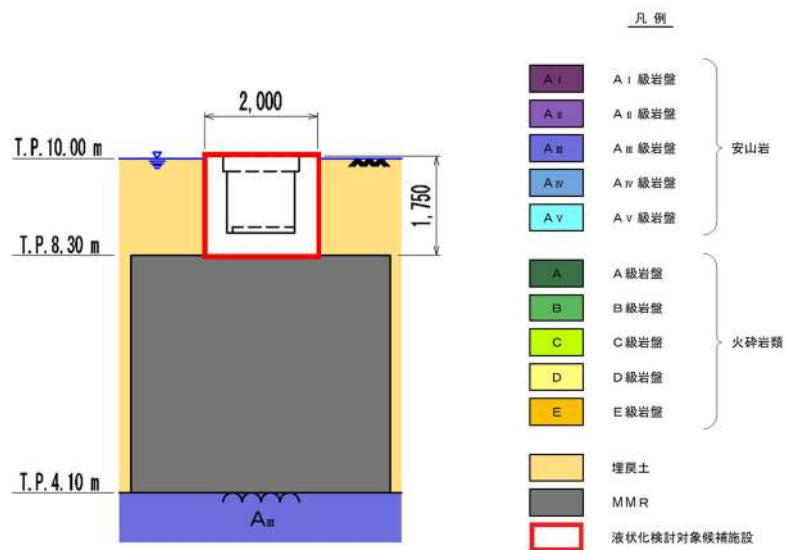 凡例
2,000
T.P.10.00 m
1,750
T.P.8.30 m
T.P.4.10 m
AⅢ
AⅠ AⅠ級岩盤
AⅡ AⅡ級岩盤
AⅢ AⅢ級岩盤
AⅣ AⅣ級岩盤
AⅤ AⅤ級岩盤
安山岩
A A級岩盤
B B級岩盤
C C級岩盤
D D級岩盤
E E級岩盤
火砕岩類
埋戻土
MMR
液状化検討対象候補施設